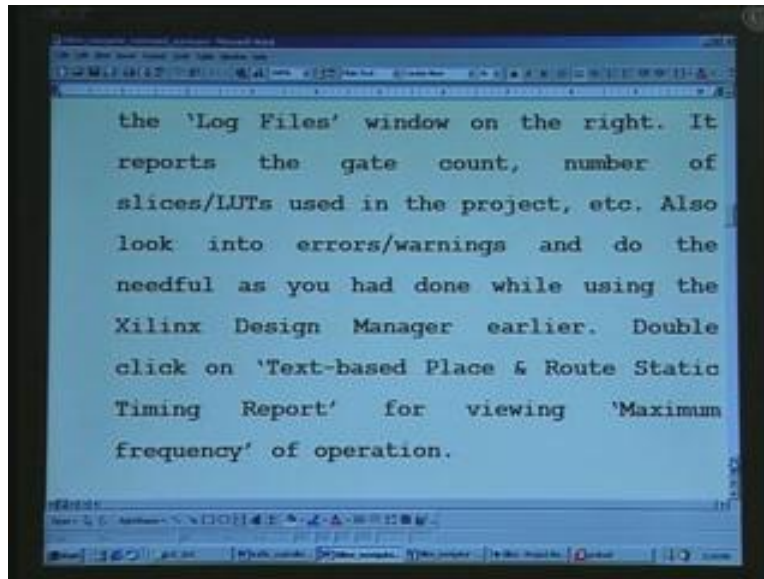 the 'Log Files' window on the right. It
reports the gate count, number of
slices/LUTs used in the project, etc. Also
look into errors/warnings and do the
needful as you had done while using the
Xilinx Design Manager earlier. Double
click on 'Text-based Place & Route Static
Timing Report' for viewing 'Maximum
frequency' of operation.